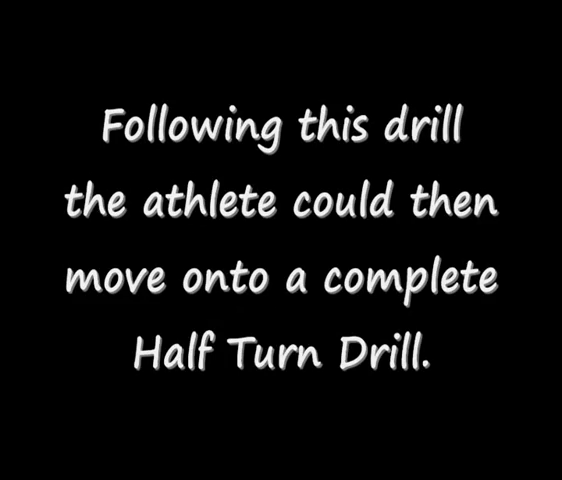 Following this drill
the athlete could then
move onto a complete
Half Turn Drill.